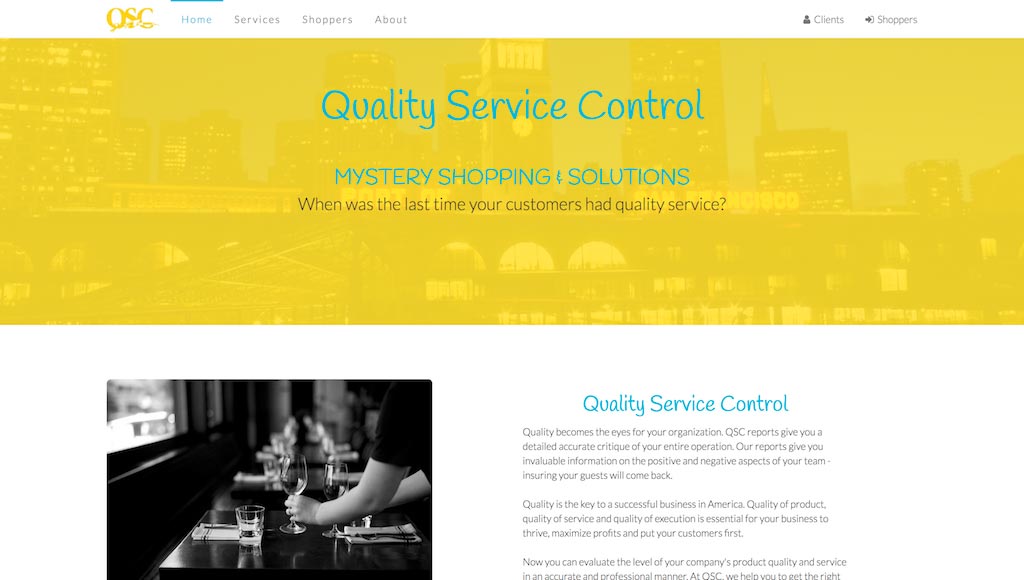 QSC
Home Services Shoppers About Clients Shoppers
Quality Service Control
MYSTERY SHOPPING & SOLUTIONS
When was the last time your customers had quality service?
Quality Service Control
Quality becomes the eyes for your organization. QSC reports give you a
detailed accurate critique of your entire operation. Our reports give you
invaluable information on the positive and negative aspects of your team -
insuring your guests will come back.
Quality is the key to a successful business in America. Quality of product,
quality of service and quality of execution is essential for your business to
thrive, maximize profits and put your customers first.
Now you can evaluate the level of your company's product quality and service
in an accurate and professional manner. At QSC, we help you to get the right